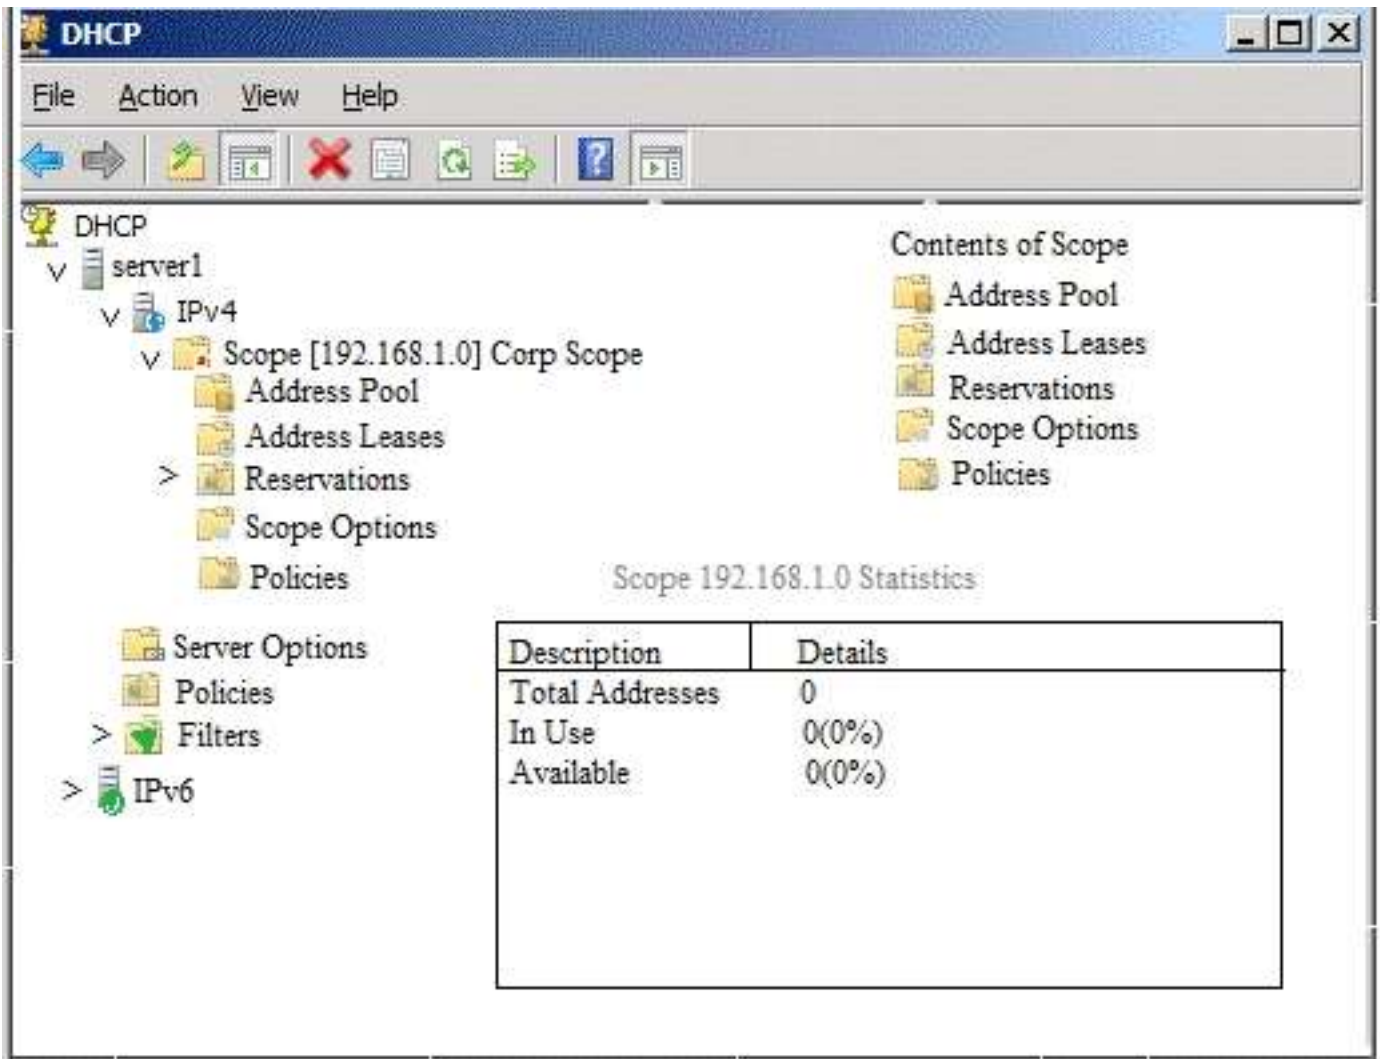 DHCP
File Action View Help
DHCP
server1
IPv4
Scope [192.168.1.0] Corp Scope
Address Pool
Address Leases
Reservations
Scope Options
Policies
Server Options
Policies
Filters
IPv6
Contents of Scope
Address Pool
Address Leases
Reservations
Scope Options
Policies
Scope 192.168.1.0 Statistics
Description Details
Total Addresses 0
In Use 0(0%)
Available 0(0%)